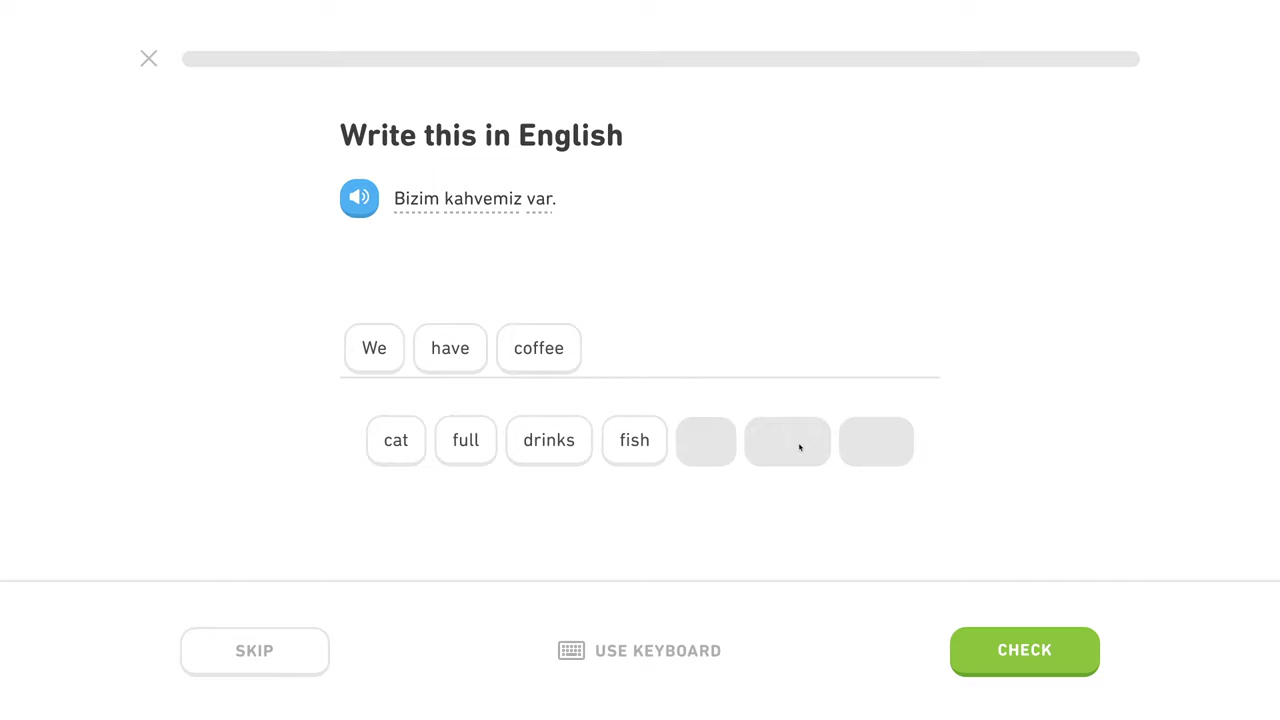 Write this in English
Bizim kahvemiz var.
We have coffee
cat full drinks fish
SKIP USE KEYBOARD CHECK